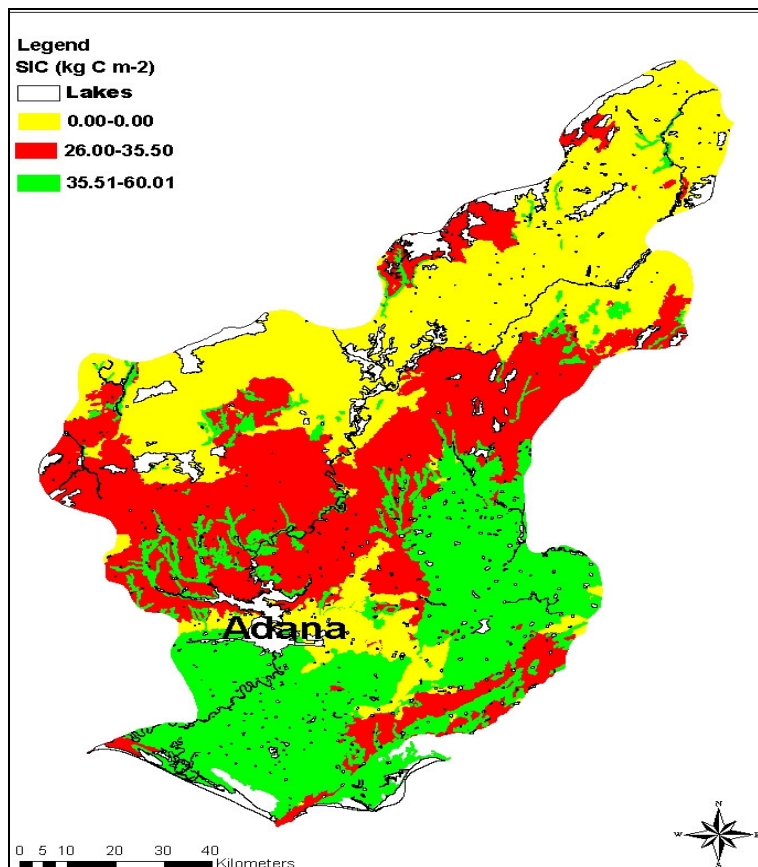 Legend
SIC (kg C m-2)
Lakes
0.00-0.00
26.00-35.50
35.51-60.01
Adana
N
W E
S
0 5 10 20 30 40
Kilometers